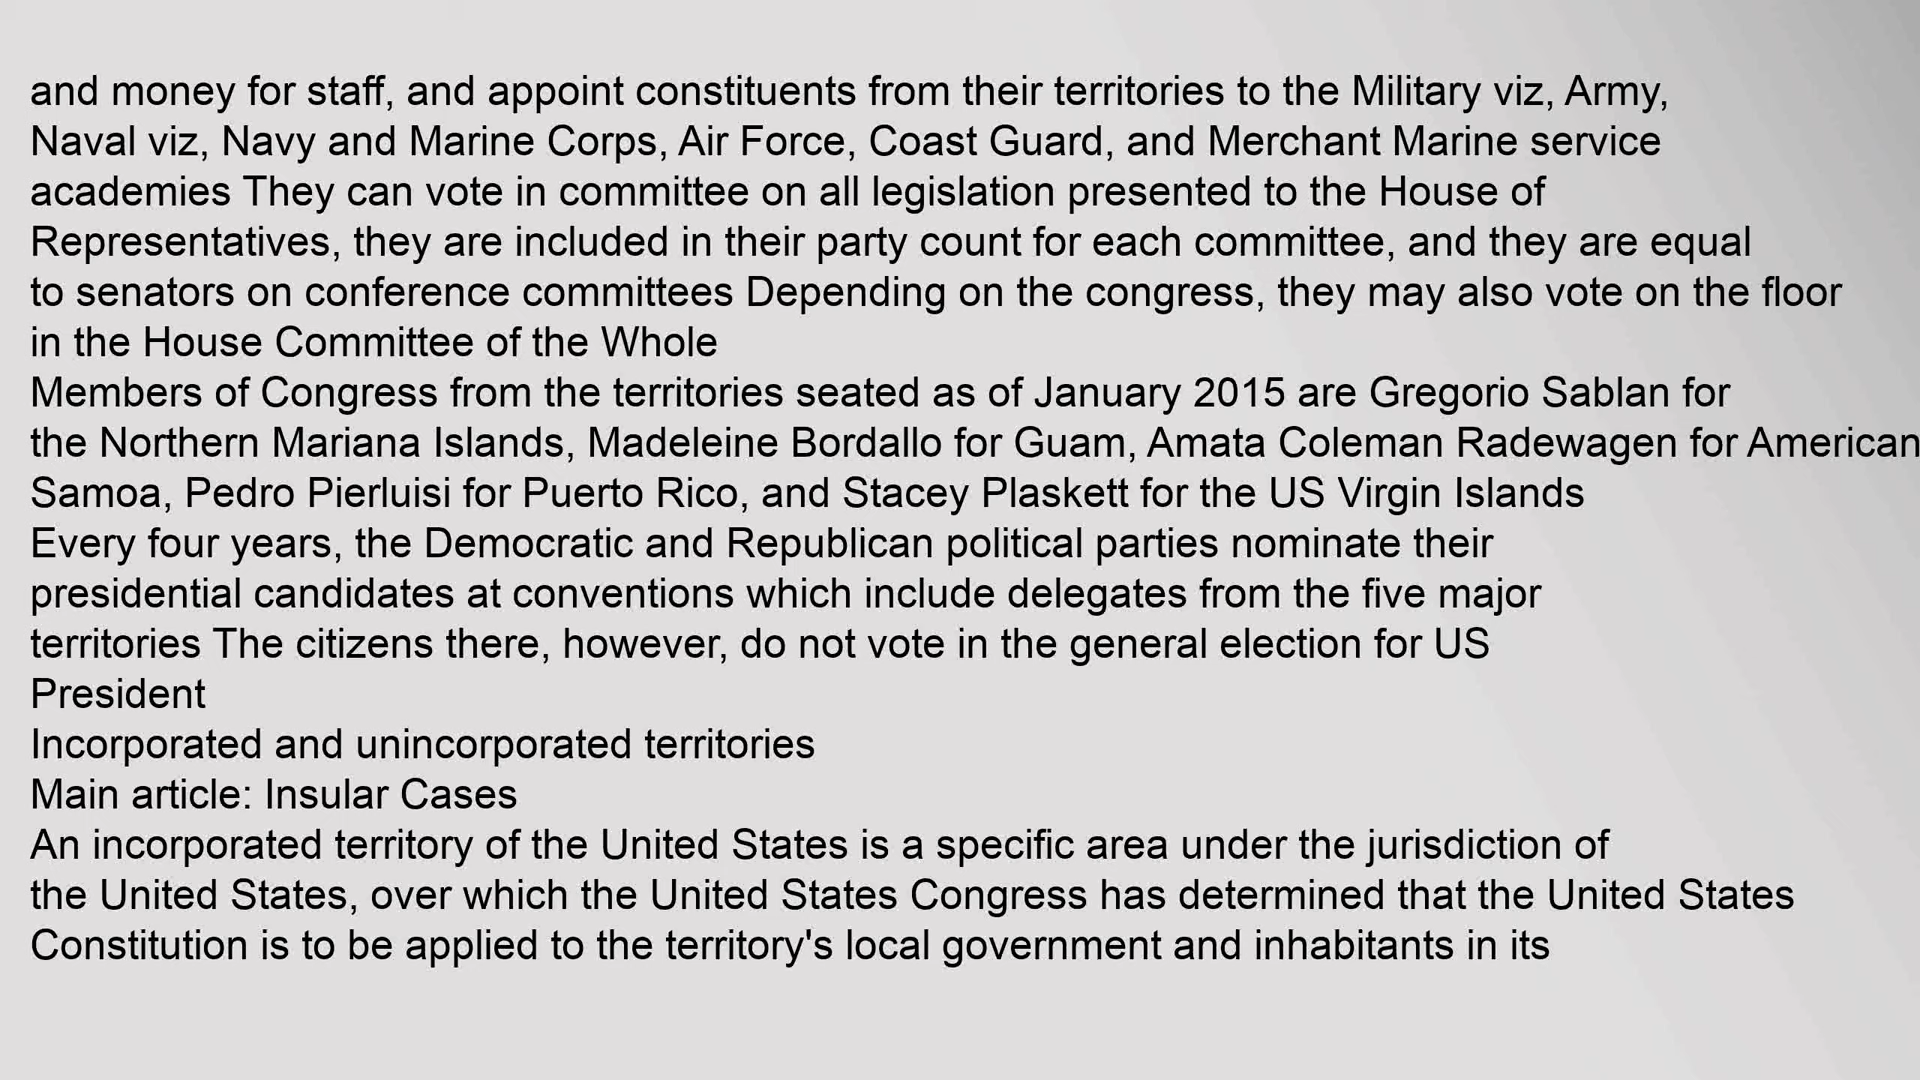 and money for staff, and appoint constituents from their territories to the Military viz, Army,
Naval viz, Navy and Marine Corps, Air Force, Coast Guard, and Merchant Marine service
academies They can vote in committee on all legislation presented to the House of
Representatives, they are included in their party count for each committee, and they are equal
to senators on conference committees Depending on the congress, they may also vote on the floor
in the House Committee of the Whole
Members of Congress from the territories seated as of January 2015 are Gregorio Sablan for
the Northern Mariana Islands, Madeleine Bordallo for Guam, Amata Coleman Radewagen for American
Samoa, Pedro Pierluisi for Puerto Rico, and Stacey Plaskett for the US Virgin Islands
Every four years, the Democratic and Republican political parties nominate their
presidential candidates at conventions which include delegates from the five major
territories The citizens there, however, do not vote in the general election for US
President
Incorporated and unincorporated territories
Main article: Insular Cases
An incorporated territory of the United States is a specific area under the jurisdiction of
the United States, over which the United States Congress has determined that the United States
Constitution is to be applied to the territory's local government and inhabitants in its